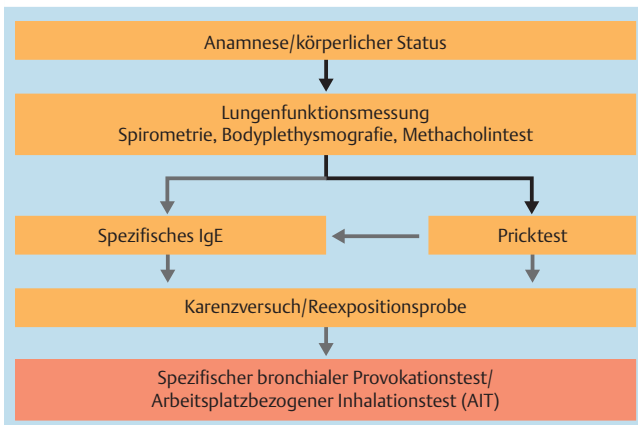 Anamnese/körperlicher Status
Lungenfunktionsmessung
Spirometrie, Bodyplethysmografie, Methacholintest
Spezifisches IgE
Pricktest
Karenzversuch/Reexpositionsprobe
Spezifischer bronchialer Provokationstest/
Arbeitsplatzbezogener Inhalationstest (AIT)